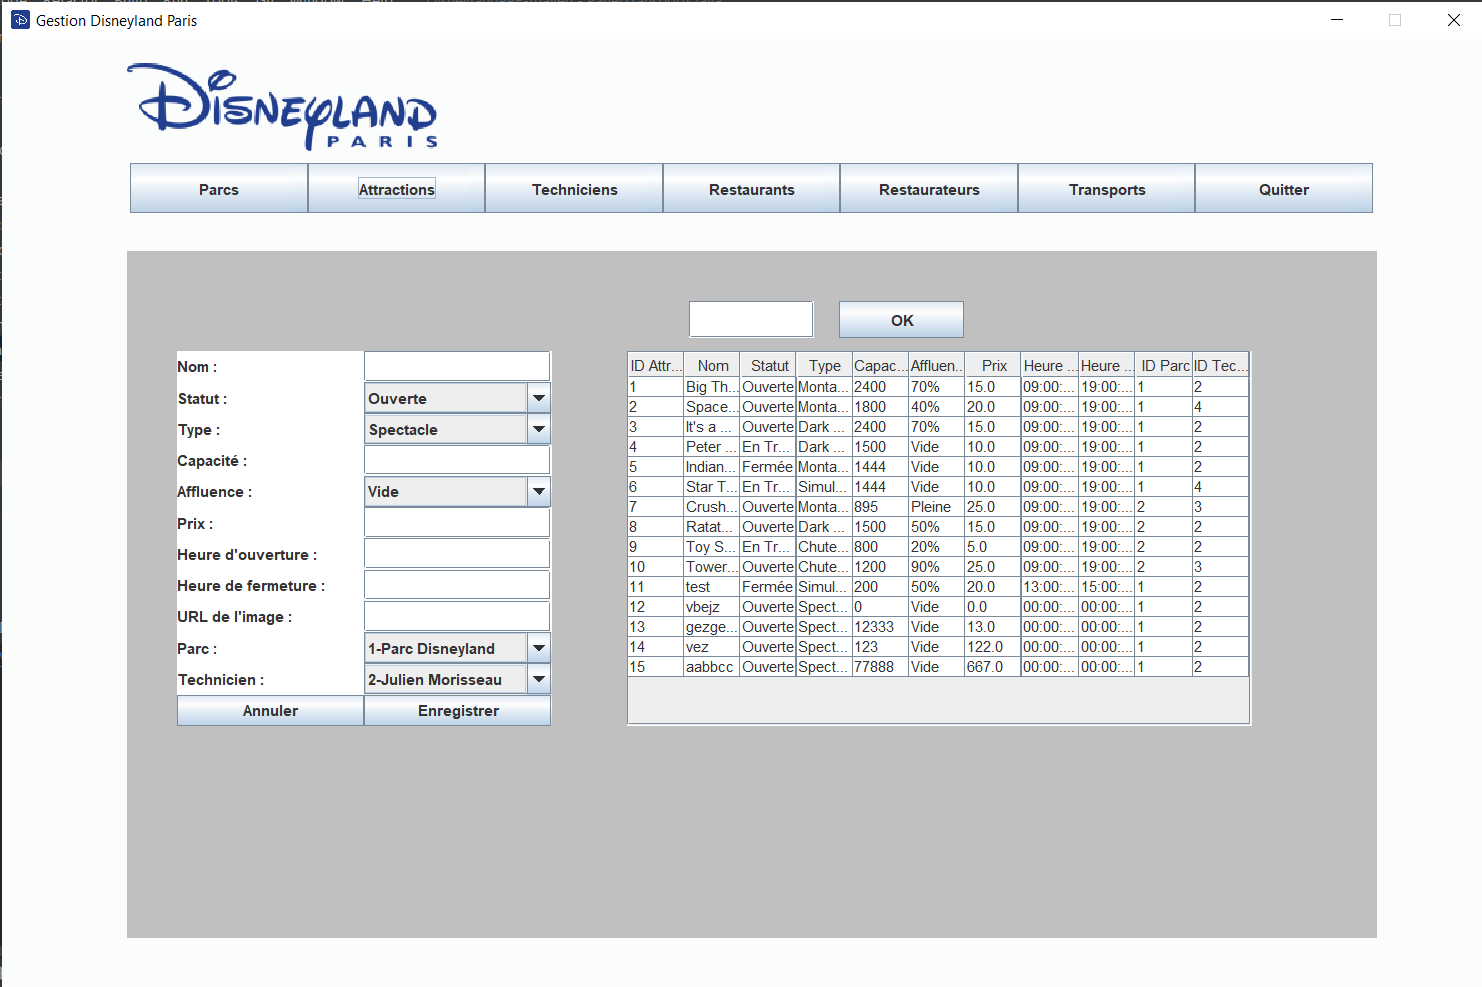 Gestion Disneyland Paris
DISNEYLAND
PARIS
Parcs Attractions Techniciens Restaurants Restaurateurs Transports Quitter
OK
Nom :
Statut : Ouverte
Type : Spectacle
Capacité :
Affluence : Vide
Prix :
Heure d'ouverture :
Heure de fermeture :
URL de l'image :
Parc : 1-Parc Disneyland
Technicien : 2-Julien Morisseau
Annuler Enregistrer
ID Attr... Nom Statut Type Capac... Affluen... Prix Heure ... Heure ... ID Parc ID Tec...
1 Big Th... Ouverte Monta... 2400 70% 15.0 09:00:... 19:00:... 1 2
2 Space... Ouverte Monta... 1800 40% 20.0 09:00:... 19:00:... 1 4
3 It's a ... Ouverte Dark ... 2400 70% 15.0 09:00:... 19:00:... 1 2
4 Peter ... En Tr... Dark ... 1500 Vide 10.0 09:00:... 19:00:... 1 2
5 Indian... Fermée Monta... 1444 Vide 10.0 09:00:... 19:00:... 1 2
6 Star T... En Tr... Simul... 1444 Vide 10.0 09:00:... 19:00:... 1 4
7 Crush... Ouverte Monta... 895 Pleine 25.0 09:00:... 19:00:... 2 3
8 Ratat... Ouverte Dark ... 1500 50% 15.0 09:00:... 19:00:... 2 2
9 Toy S... En Tr... Chute... 800 20% 5.0 09:00:... 19:00:... 2 2
10 Tower... Ouverte Chute... 1200 90% 25.0 09:00:... 19:00:... 2 3
11 test Fermée Simul... 200 50% 20.0 13:00:... 15:00:... 1 2
12 vbejz Ouverte Spect... 0 Vide 0.0 00:00:... 00:00:... 1 2
13 gezge... Ouverte Spect... 12333 Vide 13.0 00:00:... 00:00:... 1 2
14 vez Ouverte Spect... 123 Vide 122.0 00:00:... 00:00:... 1 2
15 aabbcc Ouverte Spect... 77888 Vide 667.0 00:00:... 00:00:... 1 2